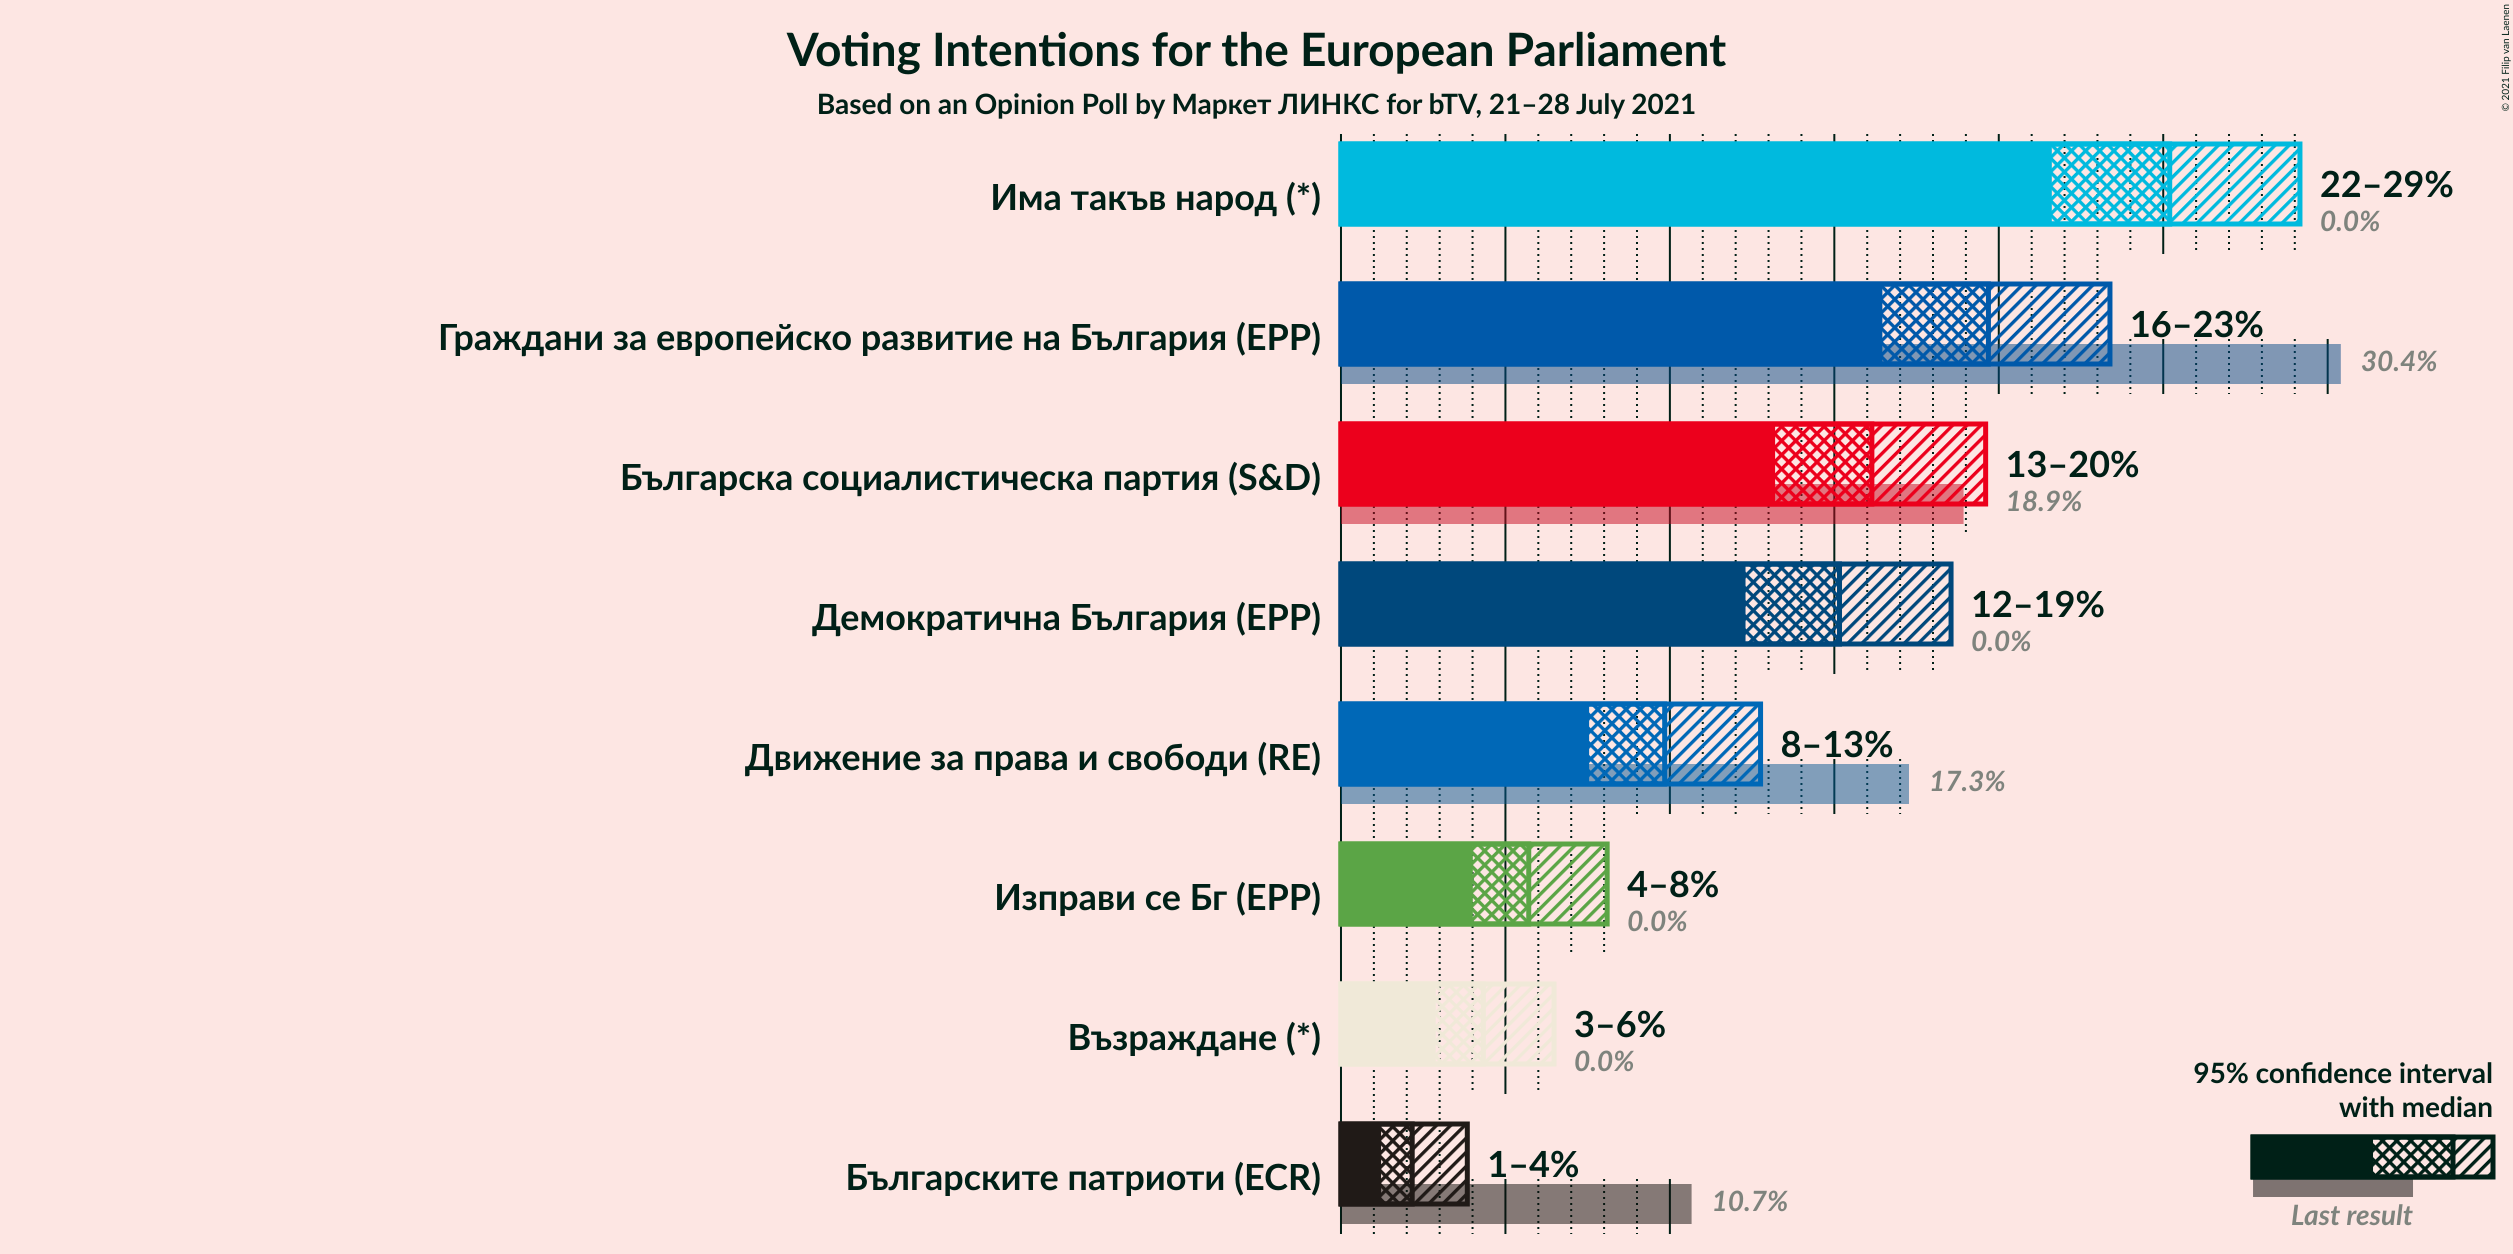 Voting Intentions for the European Parliament
Based on an Opinion Poll by Маркет ЛИНКС for bTV, 21–28 July 2021
© 2021 Filip van Laenen
Има такъв народ (*)
22–29%
0.0%
Граждани за европейско развитие на България (EPP)
16–23%
30.4%
Българска социалистическа партия (S&D)
13–20%
18.9%
Демократична България (EPP)
12–19%
0.0%
Движение за права и свободи (RE)
8–13%
17.3%
Изправи се Бг (EPP)
4–8%
0.0%
Възраждане (*)
3–6%
0.0%
Българските патриоти (ECR)
1–4%
10.7%
95% confidence interval
with median
Last result